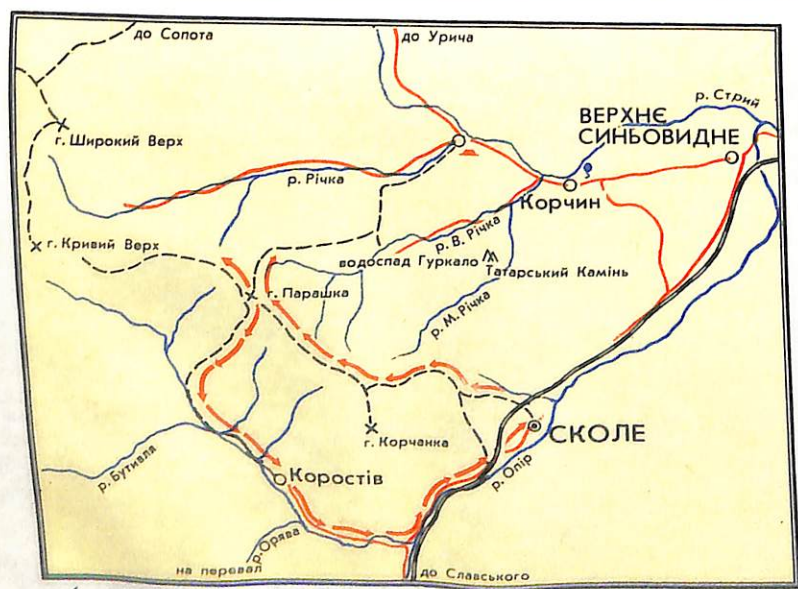 до Сопота
до Урича
р. Стрий
ВЕРХНЄ
СИНЬОВИДНЕ
г. Широкий Верх
р. Річка
Корчин
р. В. Річка
г. Кривий Верх
водоспад Гуркало
Татарський Камінь
г. Парашка
р. М. Річка
г. Корчанка
СКОЛЕ
р. Бутивля
Коростів
р. Опір
р. Орява
на перевал
до Славського